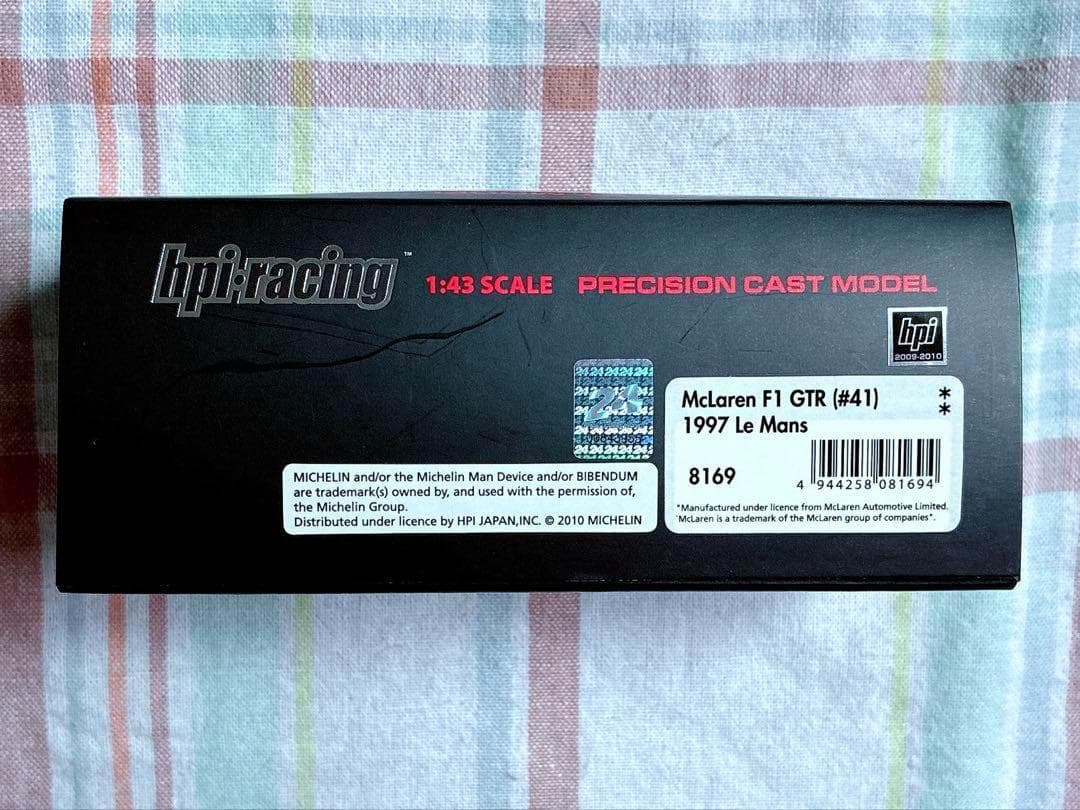 hpi·racing™
1:43 SCALE PRECISION CAST MODEL
hpi
2009-2010
24
McLaren F1 GTR (#41) **
1997 Le Mans
8169
4 944258 081694
MICHELIN and/or the Michelin Man Device and/or BIBENDUM
are trademark(s) owned by, and used with the permission of,
the Michelin Group.
Distributed under licence by HPI JAPAN,INC. © 2010 MICHELIN
"Manufactured under licence from McLaren Automotive Limited.
"McLaren is a trademark of the McLaren group of companies".